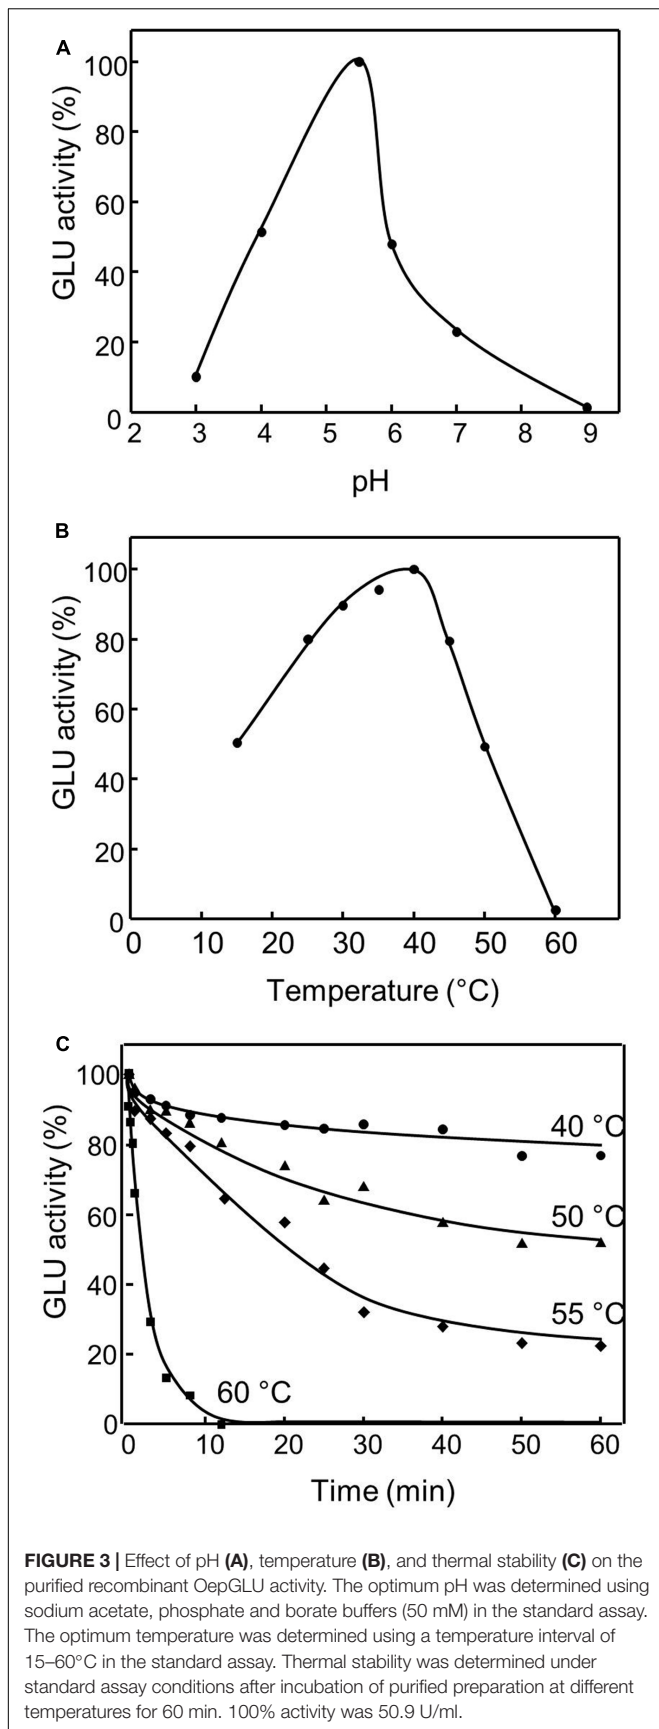 A
GLU activity (%)
100
80
60
40
20
0
2 3 4 5 6 7 8 9
pH
B
GLU activity (%)
100
80
60
40
20
0
0 10 20 30 40 50 60
Temperature (°C)
C
GLU activity (%)
100
80
60
40
20
0
40 °C
50 °C
55 °C
60 °C
0 10 20 30 40 50 60
Time (min)
FIGURE 3 | Effect of pH (A), temperature (B), and thermal stability (C) on the
purified recombinant OepGLU activity. The optimum pH was determined using
sodium acetate, phosphate and borate buffers (50 mM) in the standard assay.
The optimum temperature was determined using a temperature interval of
15–60°C in the standard assay. Thermal stability was determined under
standard assay conditions after incubation of purified preparation at different
temperatures for 60 min. 100% activity was 50.9 U/ml.